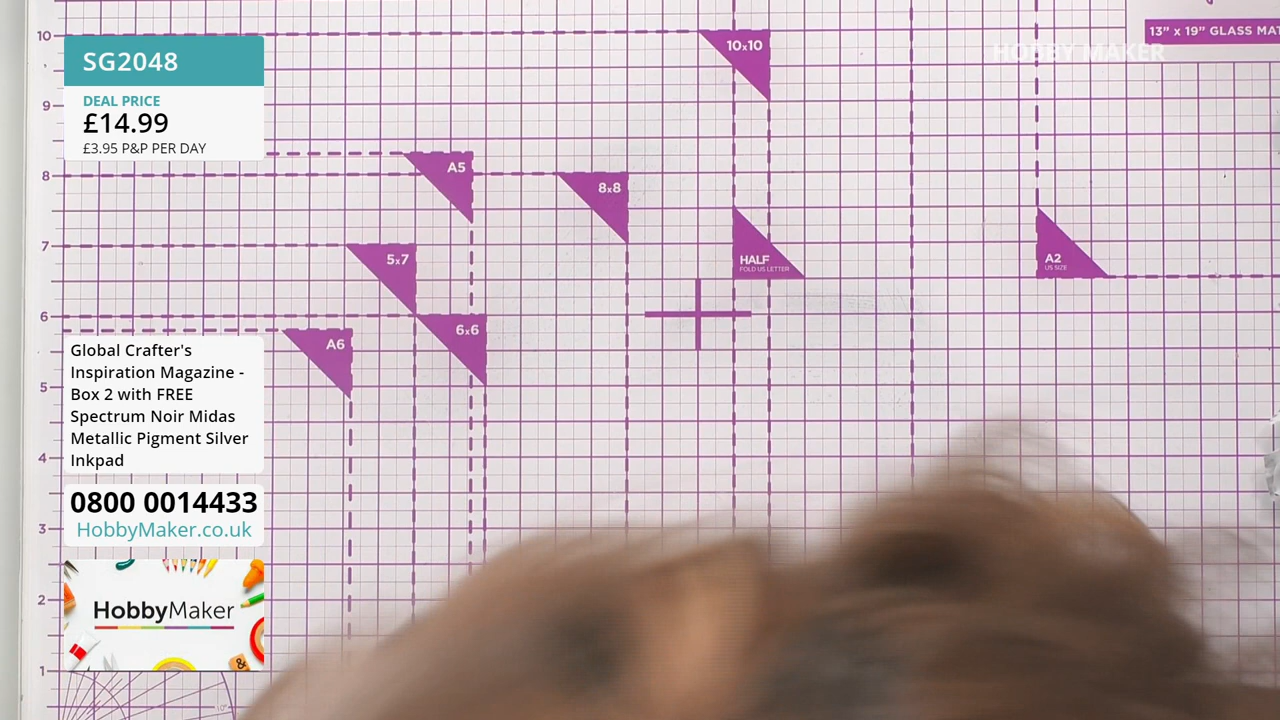 SG2048
DEAL PRICE
£14.99
£3.95 P&P PER DAY
Global Crafter's
Inspiration Magazine -
Box 2 with FREE
Spectrum Noir Midas
Metallic Pigment Silver
Inkpad
0800 0014433
HobbyMaker.co.uk
HobbyMaker
&
HOBBY MAKER
13” x 19” GLASS MAT
10
9
8
7
6
5
4
3
2
1
10x10
A5
8x8
5x7
HALF
FOLD US LETTER
A2
US SIZE
6x6
A6